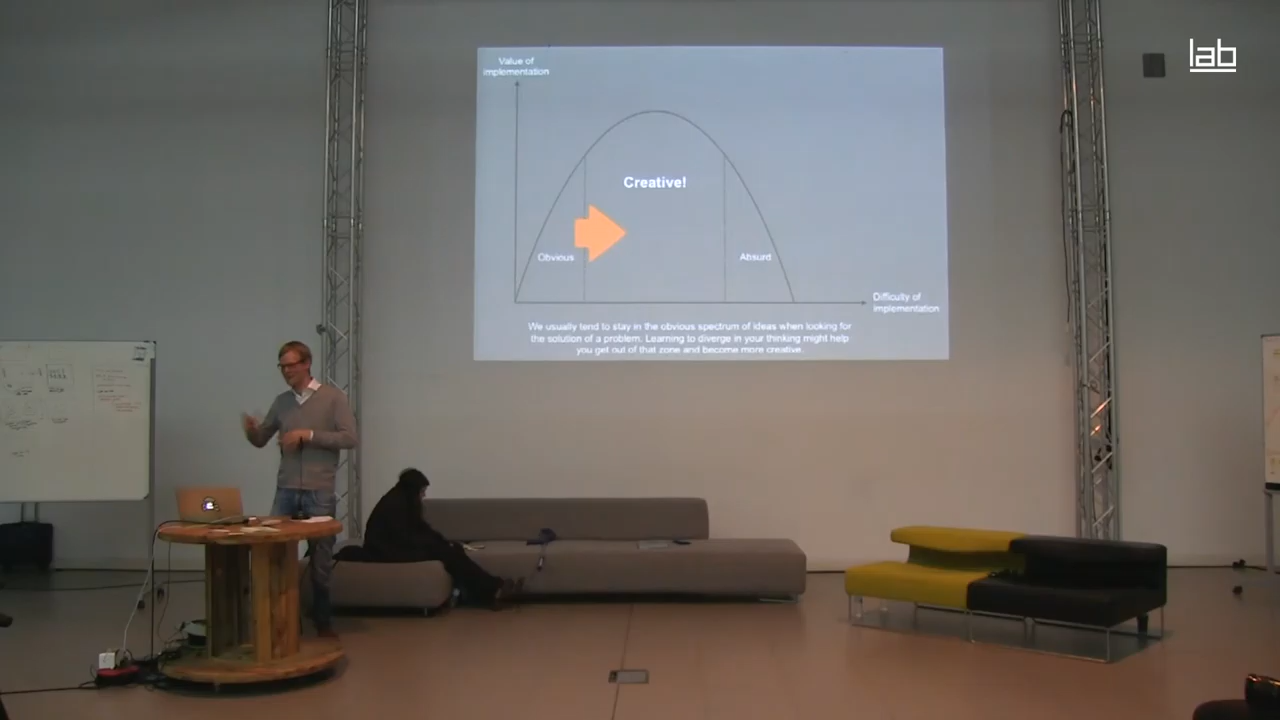 lab
Value of
implementation
Creative!
Obvious
Absurd
Difficulty of
implementation
We usually tend to stay in the obvious spectrum of ideas when looking for
the solution of a problem. Learning to diverge in your thinking might help
you get out of that zone and become more creative.